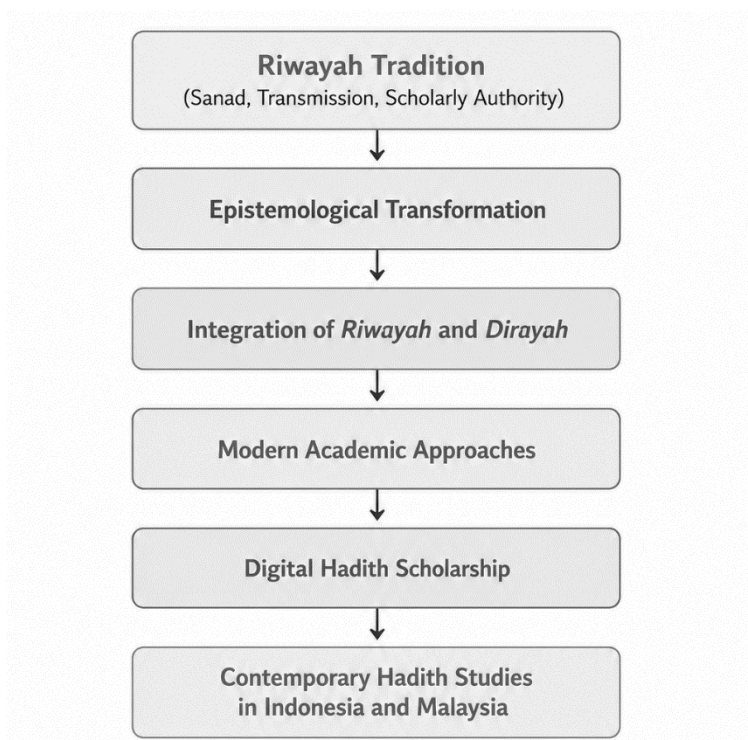 Riwayah Tradition
(Sanad, Transmission, Scholarly Authority)
Epistemological Transformation
Integration of Riwayah and Dirayah
Modern Academic Approaches
Digital Hadith Scholarship
Contemporary Hadith Studies
in Indonesia and Malaysia